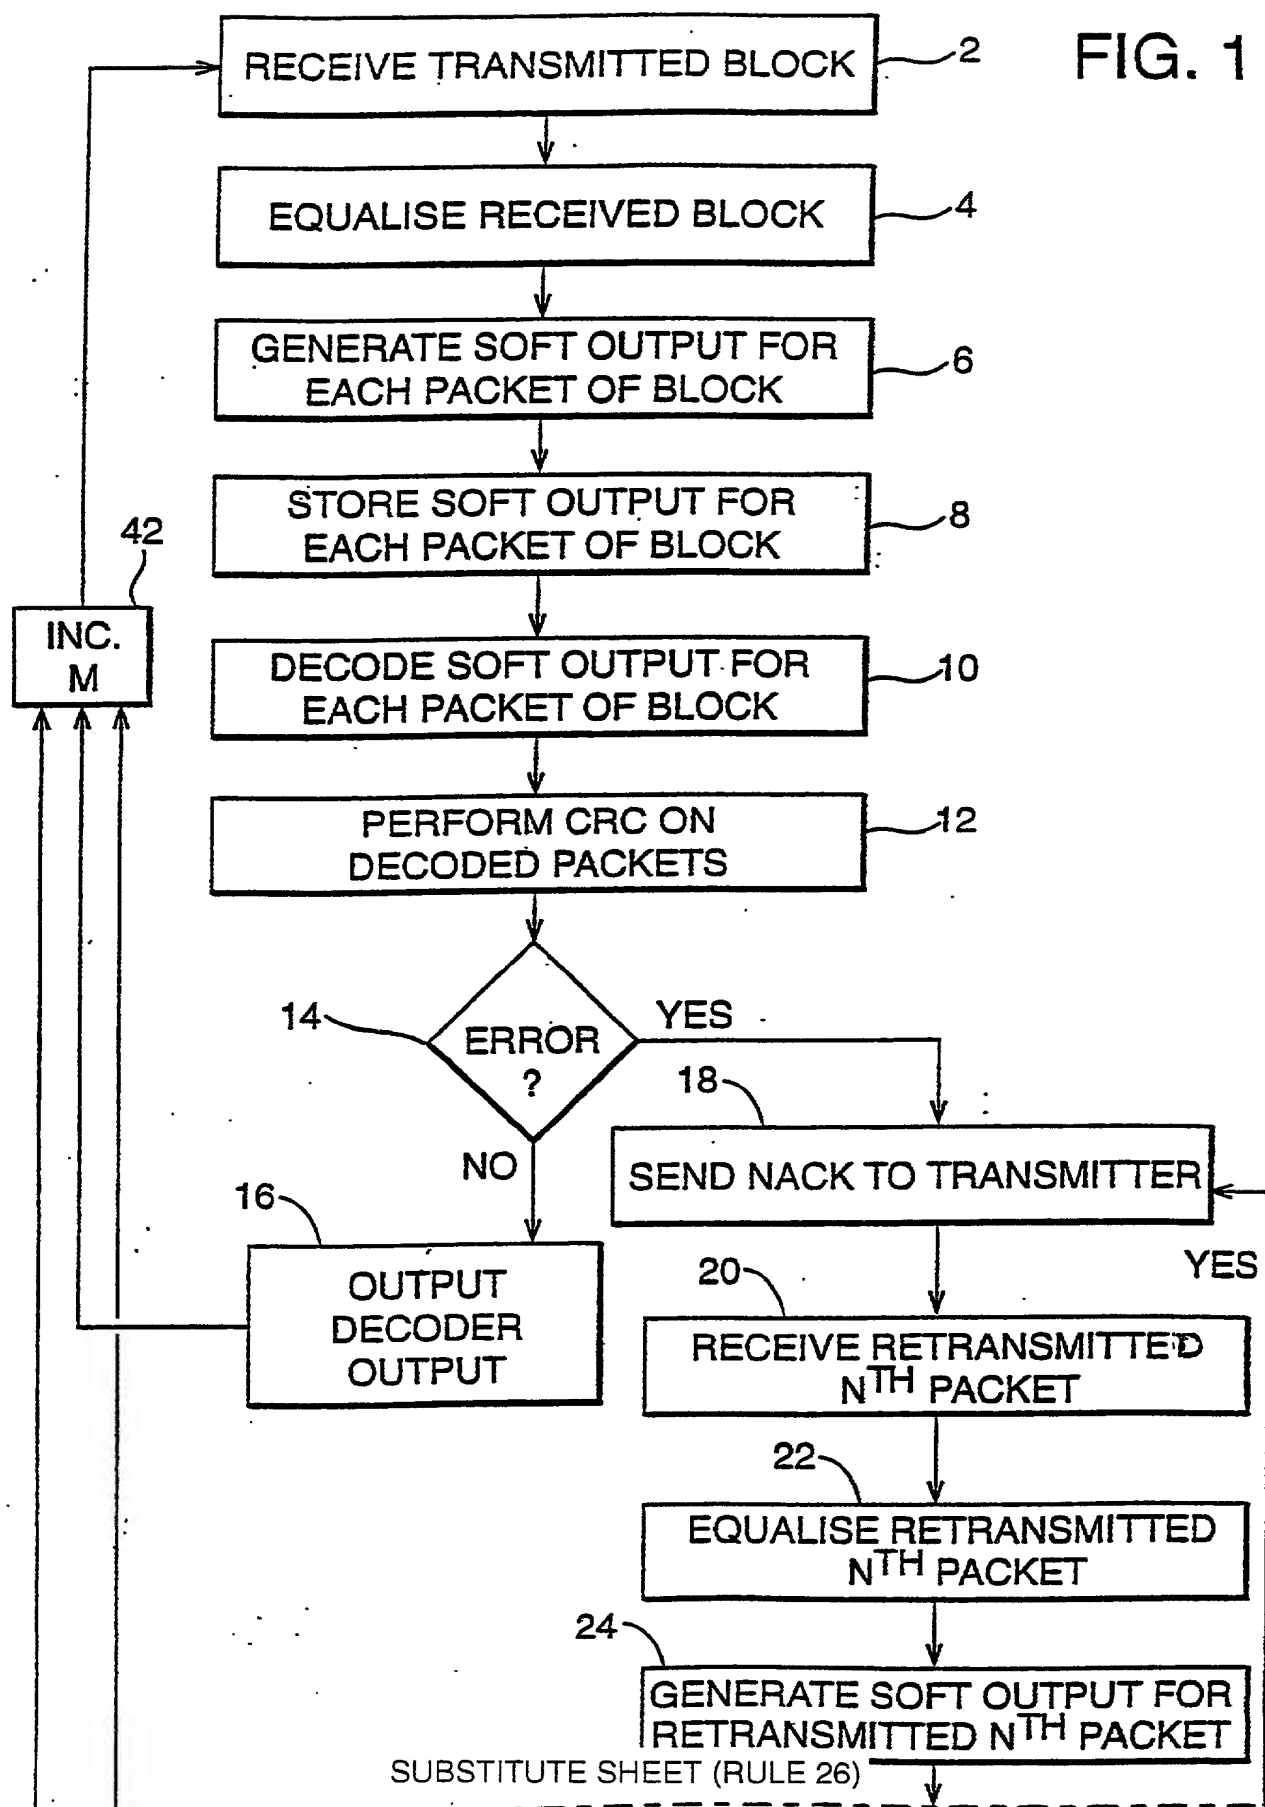 FIG. 1
RECEIVE TRANSMITTED BLOCK
2
EQUALISE RECEIVED BLOCK
4
GENERATE SOFT OUTPUT FOR
EACH PACKET OF BLOCK
6
STORE SOFT OUTPUT FOR
EACH PACKET OF BLOCK
8
42
INC.
M
DECODE SOFT OUTPUT FOR
EACH PACKET OF BLOCK
10
PERFORM CRC ON
DECODED PACKETS
12
14
ERROR
?
YES
NO
18
SEND NACK TO TRANSMITTER
16
OUTPUT
DECODER
OUTPUT
YES
20
RECEIVE RETRANSMITTED
NTH PACKET
22
EQUALISE RETRANSMITTED
NTH PACKET
24
GENERATE SOFT OUTPUT FOR
RETRANSMITTED NTH PACKET
SUBSTITUTE SHEET (RULE 26)